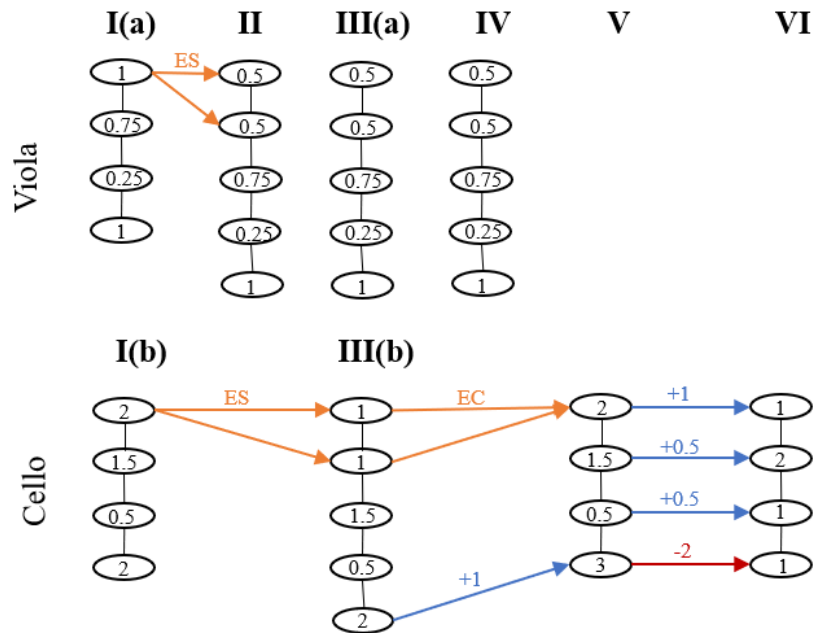 I(a) II III(a) IV V VI
Viola
1 ES 0.5 0.5 0.5
0.75 0.5 0.5 0.5
0.25 0.75 0.75 0.75
1 0.25 0.25 0.25
1 1 1
I(b) III(b)
Cello
2 ES 1 EC 2 +1 1
1.5 1 1.5 +0.5 2
0.5 1.5 0.5 +0.5 1
2 0.5 3 -2 1
2 +1